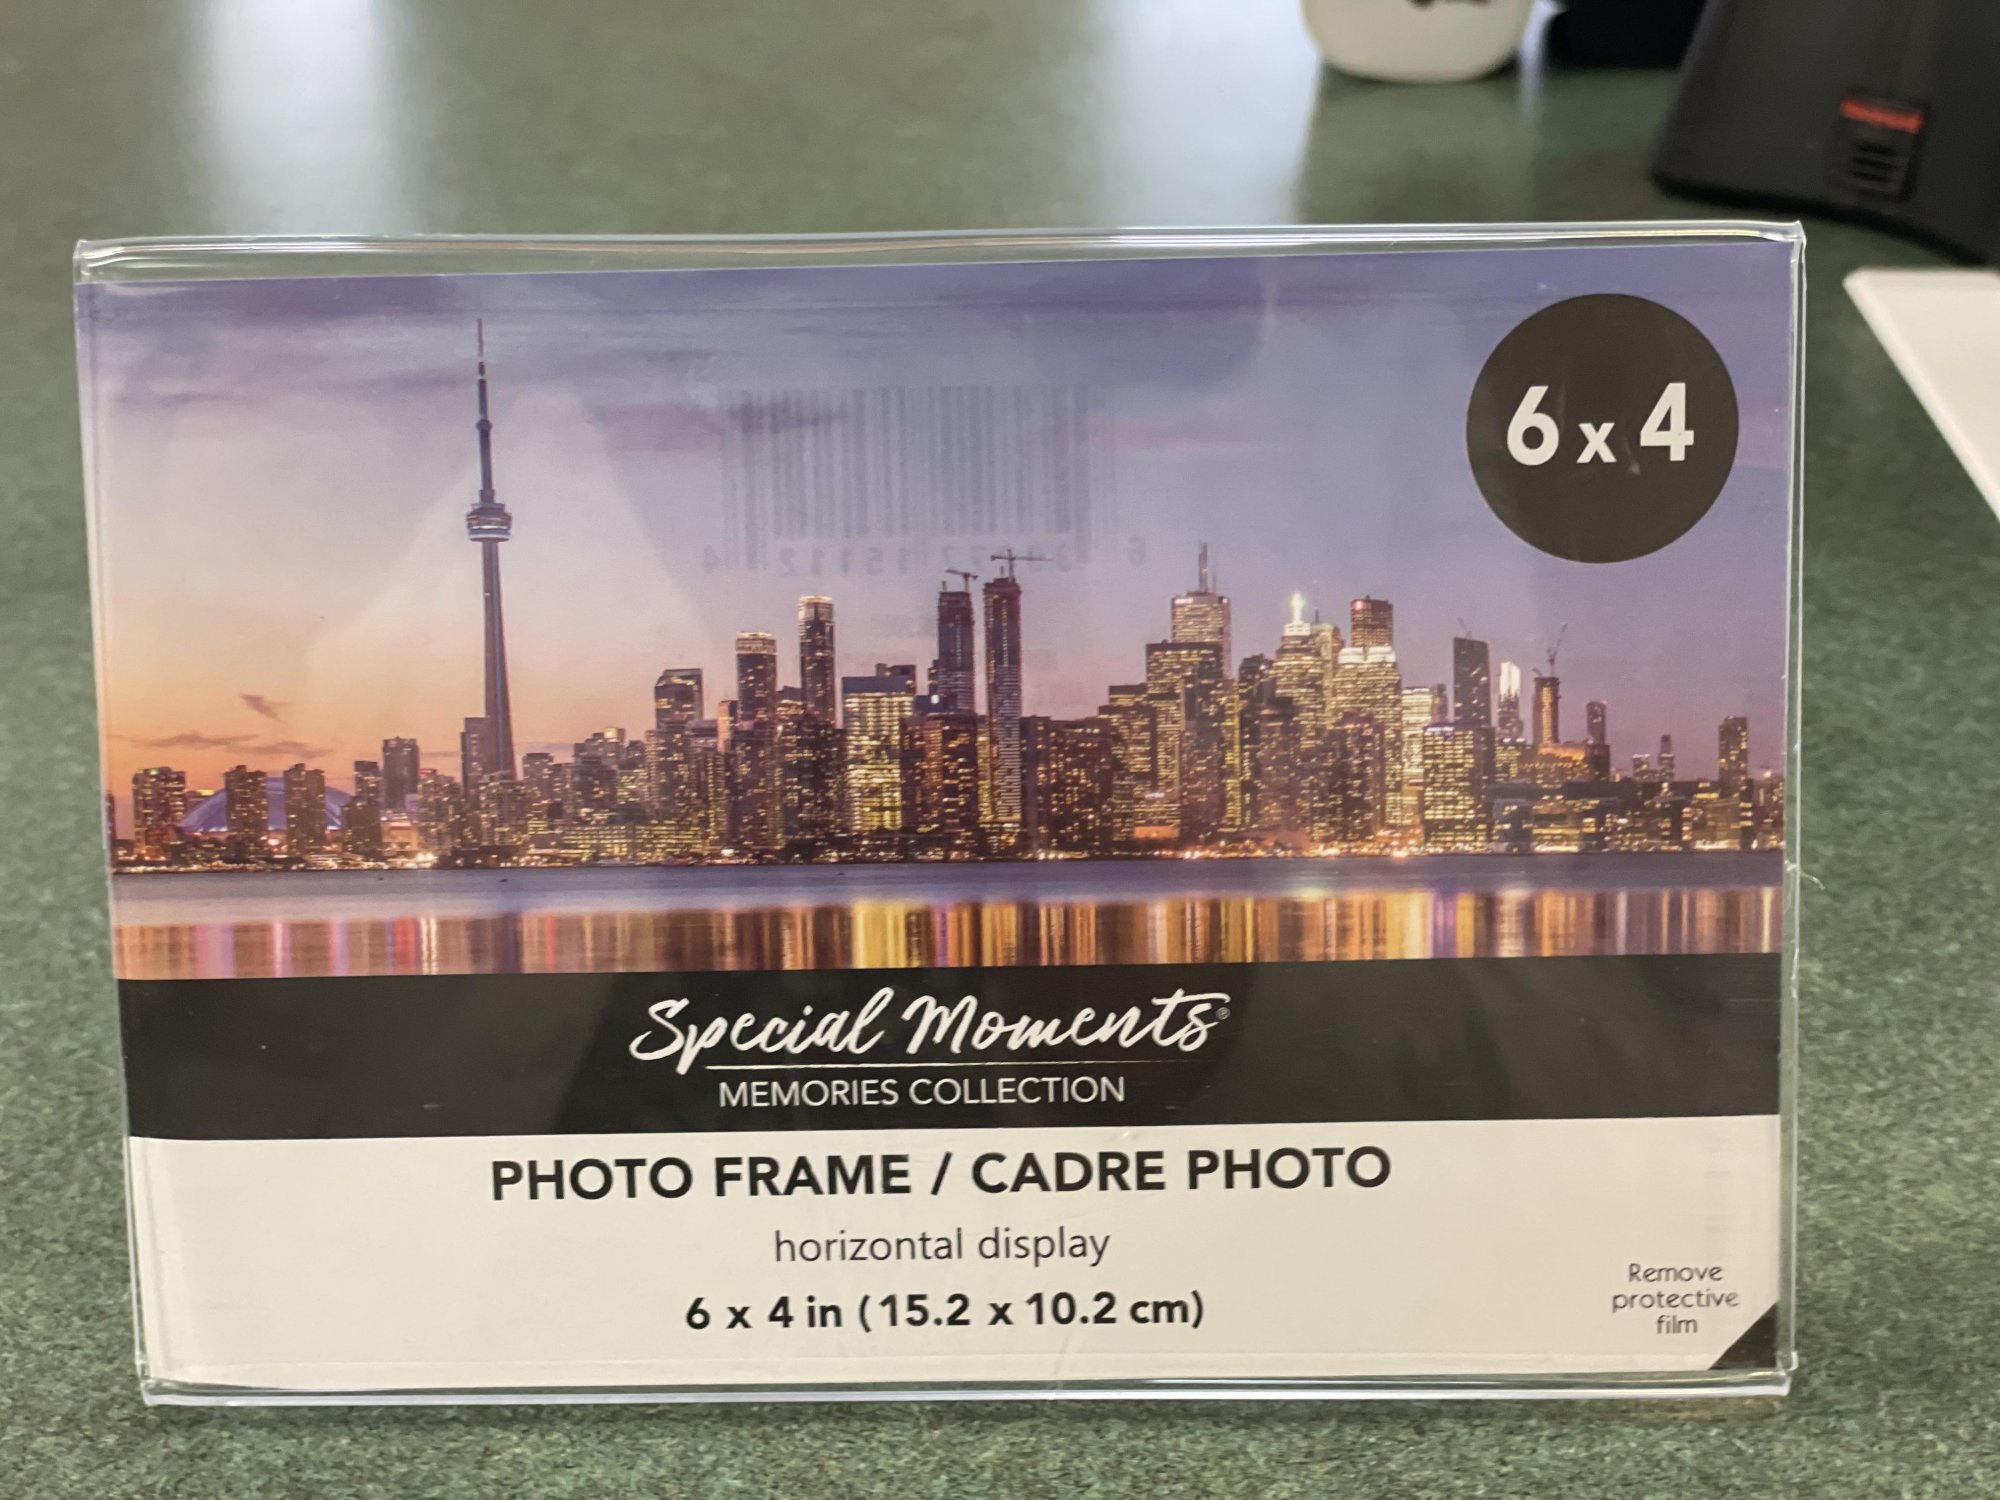 6 x 4
Special Moments®
MEMORIES COLLECTION
PHOTO FRAME / CADRE PHOTO
horizontal display
6 x 4 in (15.2 x 10.2 cm)
Remove
protective
film